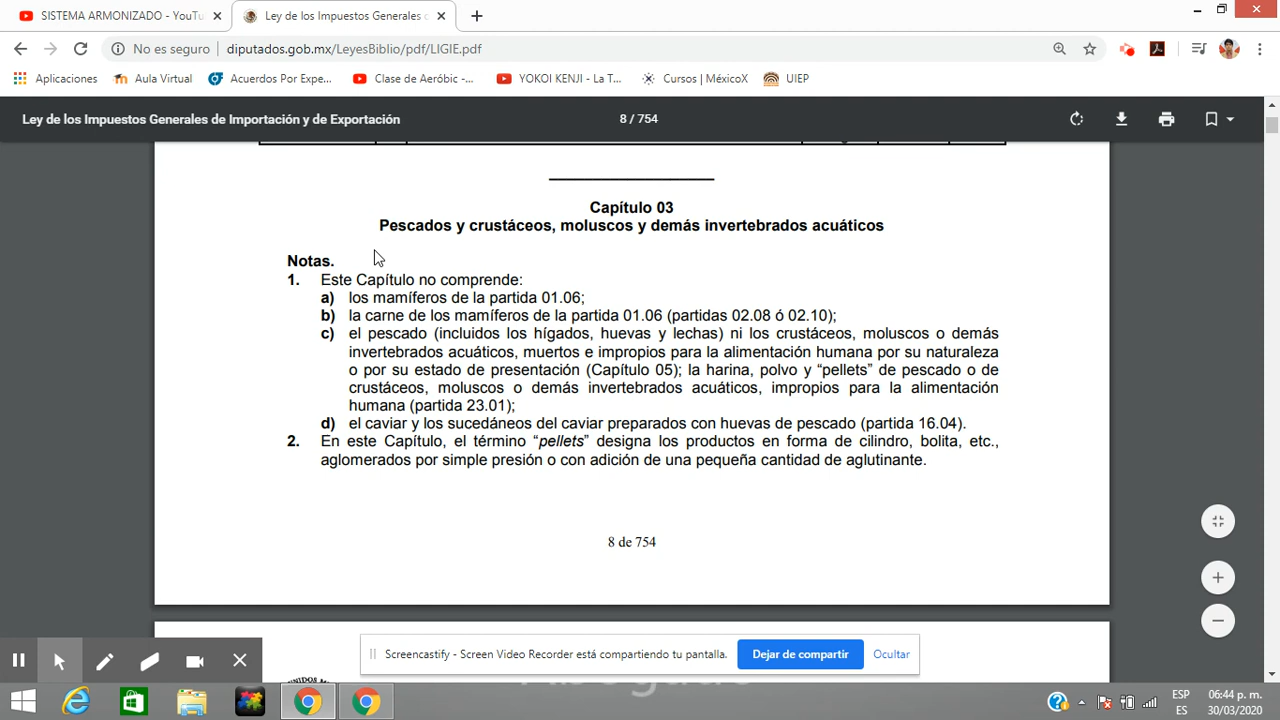 SISTEMA ARMONIZADO - YouTu
Ley de los Impuestos Generales
No es seguro
diputados.gob.mx/LeyesBiblio/pdf/LIGIE.pdf
Aplicaciones
Aula Virtual
Acuerdos Por Expe...
Clase de Aeróbc -...
YOKOI KENJI - La T...
Cursos | MéxicoX
UIEP
Ley de los Impuestos Generales de Importación y de Exportación
8 / 754
Capítulo 03
Pescados y crustáceos, moluscos y demás invertebrados acuáticos
Notas.
1. Este Capítulo no comprende:
a) los mamíferos de la partida 01.06;
b) la carne de los mamíferos de la partida 01.06 (partidas 02.08 ó 02.10);
c) el pescado (incluidos los hígados, huevas y lechas) ni los crustáceos, moluscos o demás
invertebrados acuáticos, muertos e impropios para la alimentación humana por su naturaleza
o por su estado de presentación (Capítulo 05); la harina, polvo y “pellets” de pescado o de
crustáceos, moluscos o demás invertebrados acuáticos, impropios para la alimentación
humana (partida 23.01);
d) el caviar y los sucedáneos del caviar preparados con huevas de pescado (partida 16.04).
2. En este Capítulo, el término “pellets” designa los productos en forma de cilindro, bolita, etc.,
aglomerados por simple presión o con adición de una pequeña cantidad de aglutinante.
8 de 754
Screencastify - Screen Video Recorder está compartiendo tu pantalla.
Dejar de compartir
Ocultar
ESP
ES
06:44 p. m.
30/03/2020